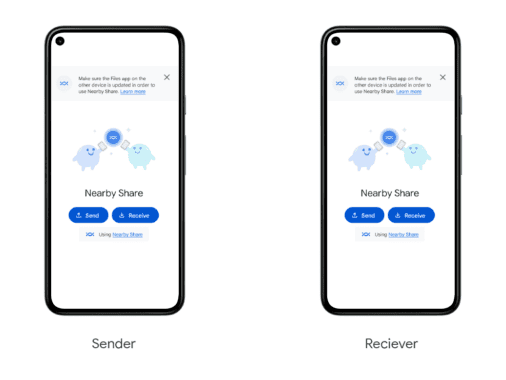 Make sure the Files app on the
other device is updated in order to
use Nearby Share. Learn more
Nearby Share
Send
Receive
Using Nearby Share
Sender
Make sure the Files app on the
other device is updated in order to
use Nearby Share. Learn more
Nearby Share
Send
Receive
Using Nearby Share
Reciever